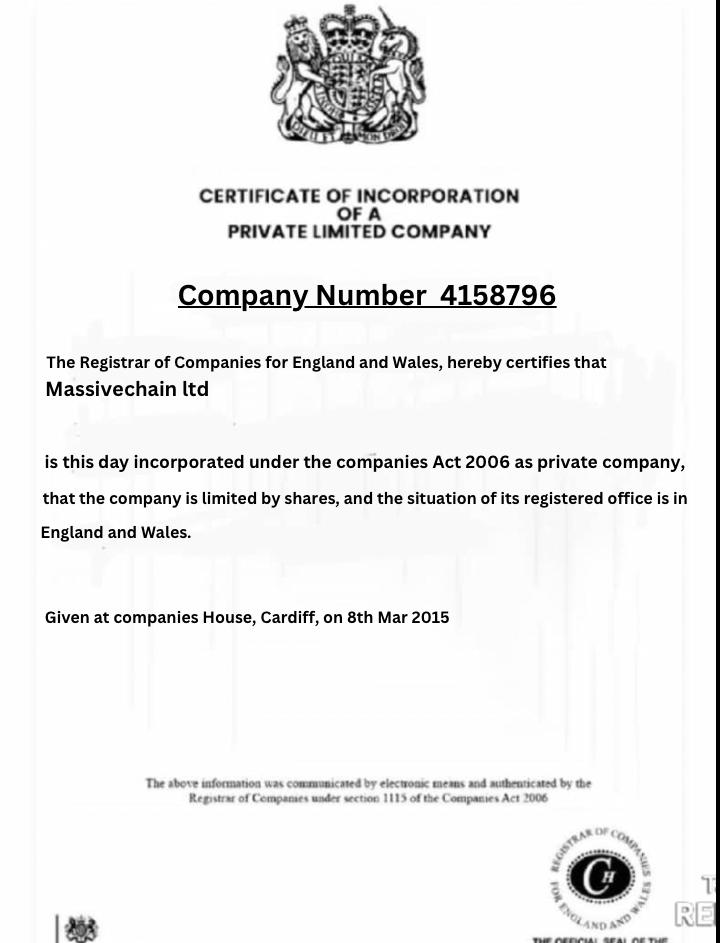 CERTIFICATE OF INCORPORATION
OF A
PRIVATE LIMITED COMPANY
Company Number 4158796
The Registrar of Companies for England and Wales, hereby certifies that
Massivechain ltd
is this day incorporated under the companies Act 2006 as private company,
that the company is limited by shares, and the situation of its registered office is in
England and Wales.
Given at companies House, Cardiff, on 8th Mar 2015
The above information was communicated by electronic means and authenticated by the
Registrar of Companies under section 1115 of the Companies Act 2006
REGISTRAR OF COMPANIES
FOR ENGLAND AND WALES
CH
THE OFFICIAL SEAL OF THE